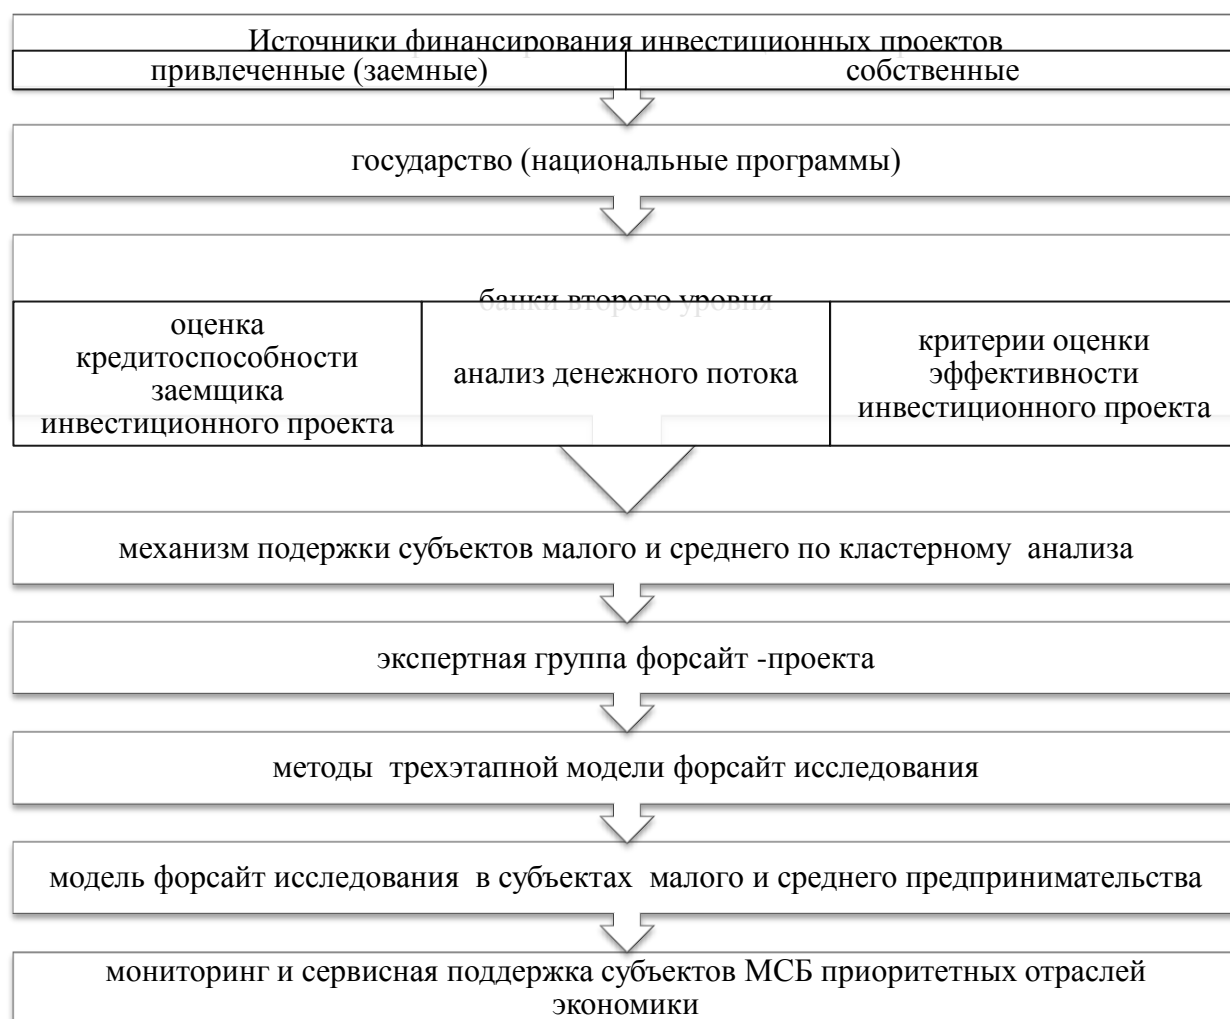 Источники финансирования инвестиционных проектов
привлеченные (заемные)
собственные
государство (национальные программы)
банки второго уровня
оценка
кредитоспособности
заемщика
инвестиционного проекта
анализ денежного потока
критерии оценки
эффективности
инвестиционного проекта
механизм подержки субъектов малого и среднего по кластерному  анализа
экспертная группа форсайт -проекта
методы  трехэтапной модели форсайт исследования
модель форсайт исследования  в субъектах  малого и среднего предпринимательства
мониторинг и сервисная поддержка субъектов МСБ приоритетных отраслей
экономики